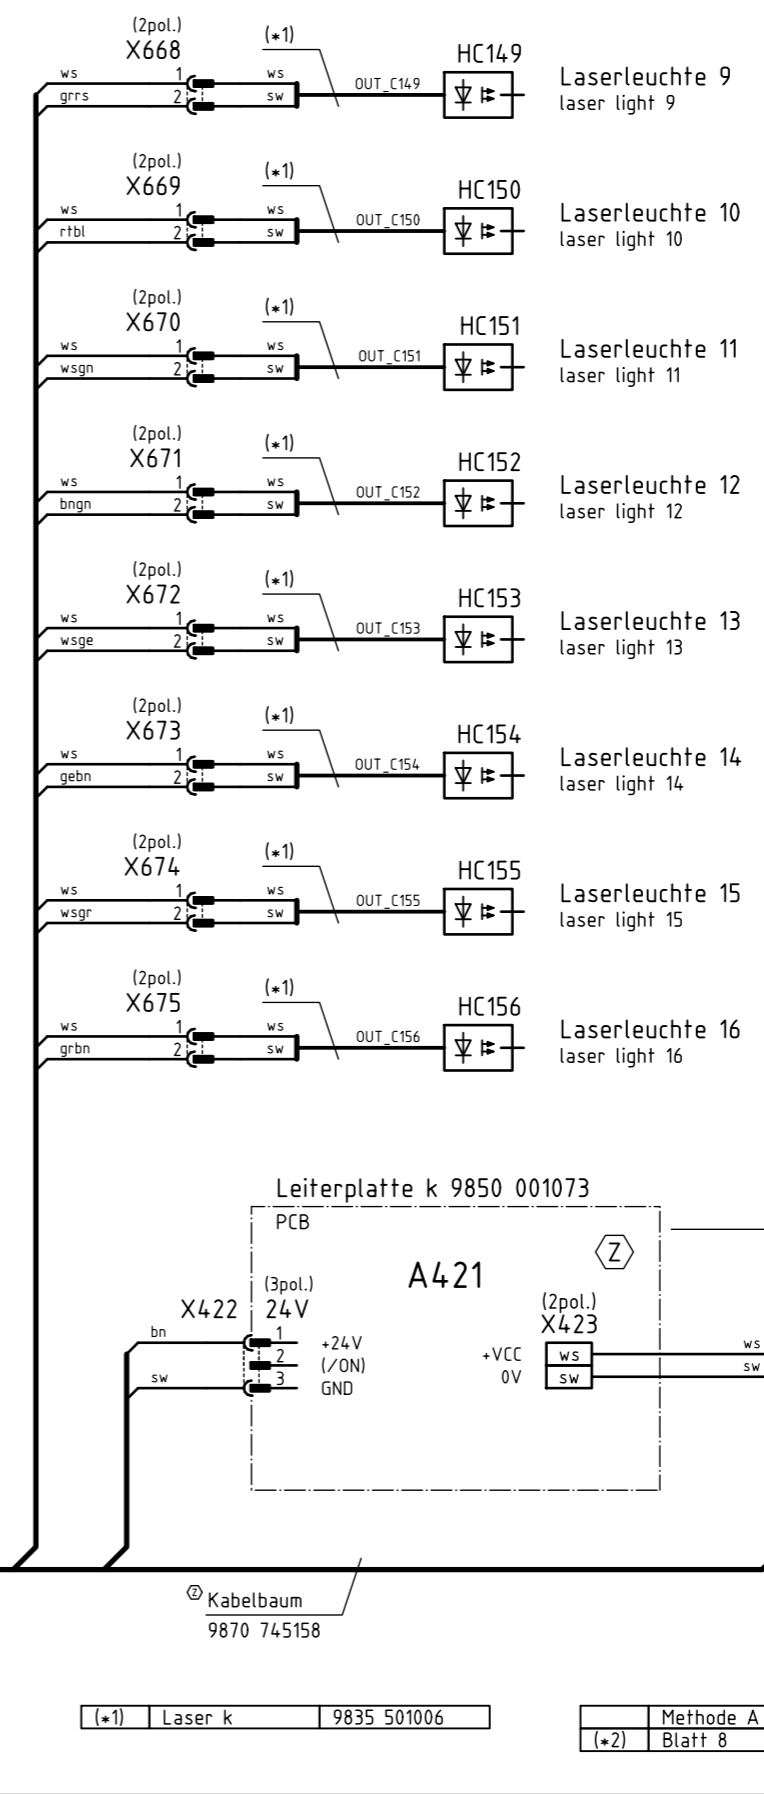 (2pol.)
X668
(*1)
HC149
Laserleuchte 9
laser light 9
ws 1 ws
grrs 2 sw
OUT_C149
(2pol.)
X669
(*1)
HC150
Laserleuchte 10
laser light 10
ws 1 ws
rtbl 2 sw
OUT_C150
(2pol.)
X670
(*1)
HC151
Laserleuchte 11
laser light 11
ws 1 ws
wsgn 2 sw
OUT_C151
(2pol.)
X671
(*1)
HC152
Laserleuchte 12
laser light 12
ws 1 ws
bngn 2 sw
OUT_C152
(2pol.)
X672
(*1)
HC153
Laserleuchte 13
laser light 13
ws 1 ws
wsge 2 sw
OUT_C153
(2pol.)
X673
(*1)
HC154
Laserleuchte 14
laser light 14
ws 1 ws
gebn 2 sw
OUT_C154
(2pol.)
X674
(*1)
HC155
Laserleuchte 15
laser light 15
ws 1 ws
wsgr 2 sw
OUT_C155
(2pol.)
X675
(*1)
HC156
Laserleuchte 16
laser light 16
ws 1 ws
grbn 2 sw
OUT_C156
Leiterplatte k 9850 001073
PCB
Z
A421
(3pol.)
X422 24V
bn 1 +24V
2 (/ON)
sw 3 GND
(2pol.)
X423
+VCC ws ws
0V sw sw
Z Kabelbaum
9870 745158
(*1) Laser k 9835 501006
Methode A
(*2) Blatt 8